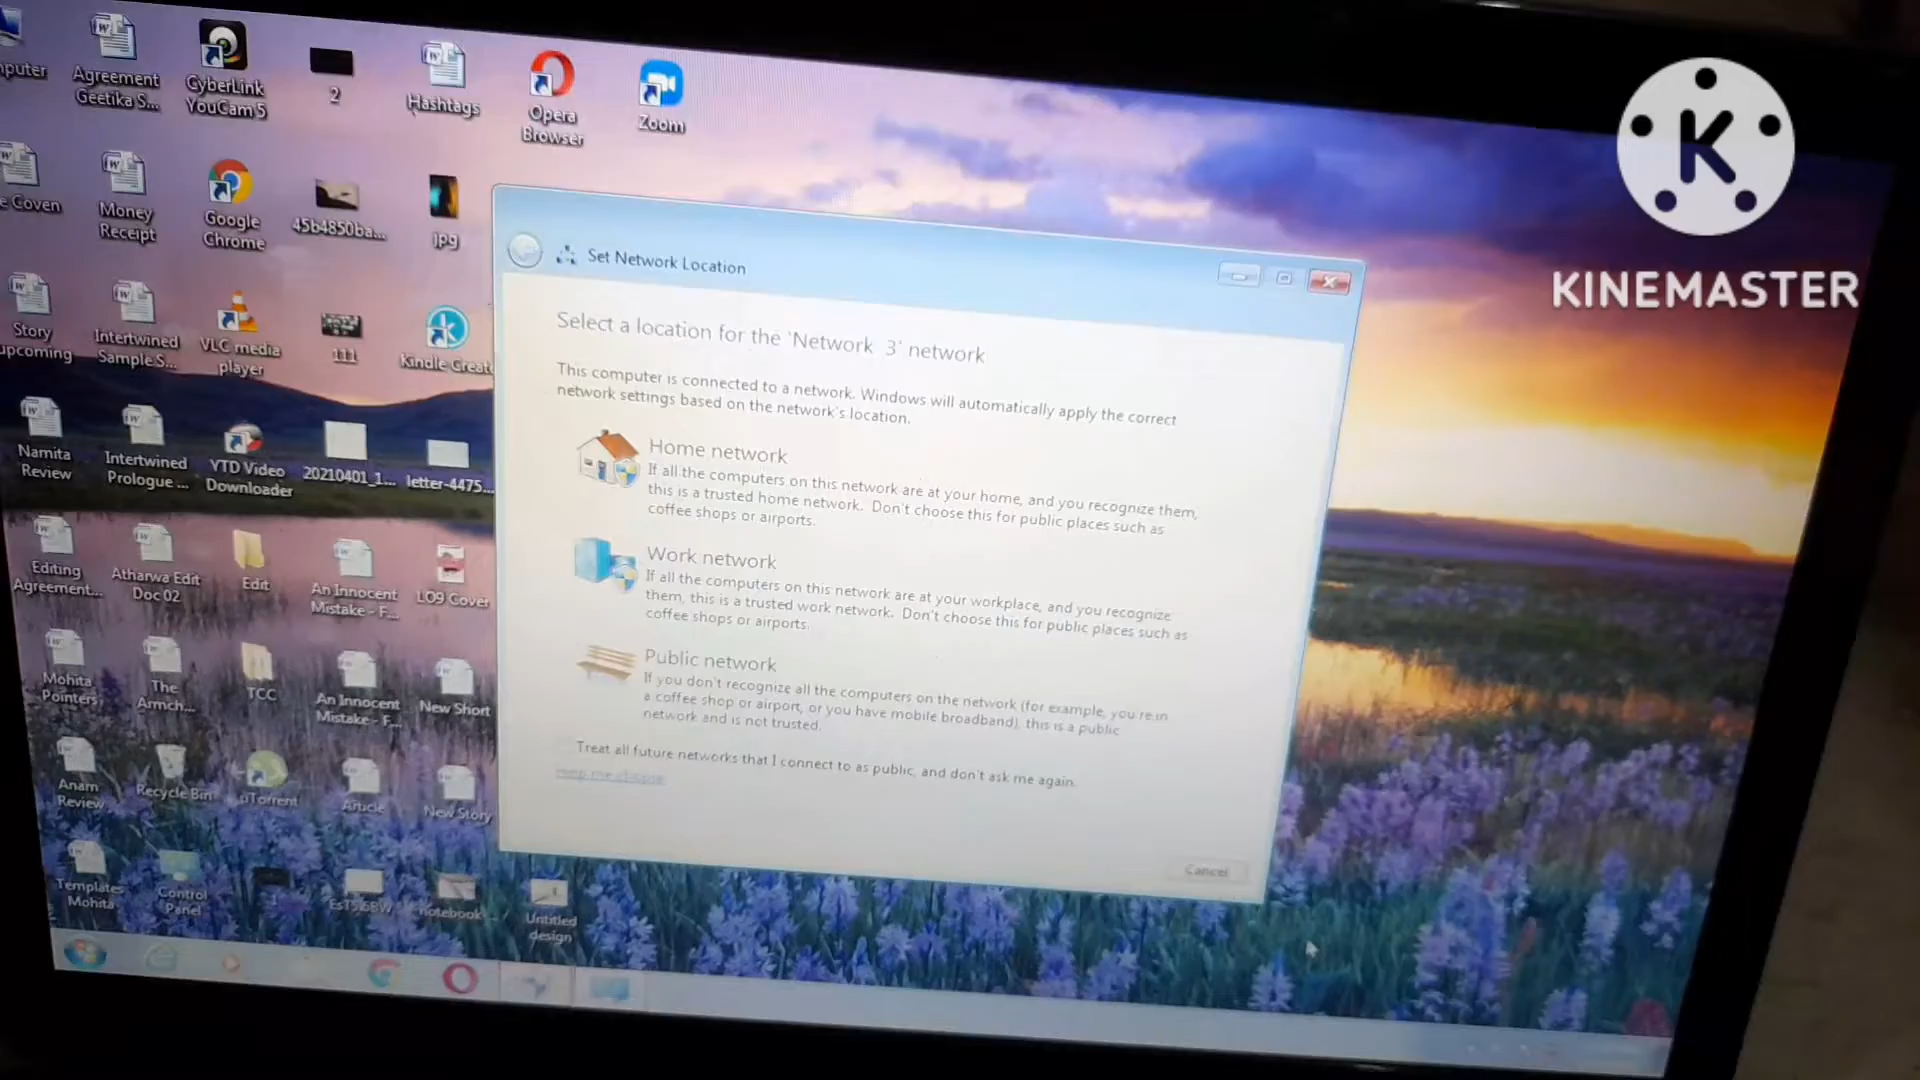 puter
Agreement
Geetika S...
CyberLink
YouCam 5
2
Hashtags
Opera
Browser
Zoom
KINEMASTER
e Coven
Money
Receipt
Google
Chrome
45b4850ba...
jpg
Story
upcoming
Intertwined
Sample S...
VLC media
player
111
Kindle Creat
Namita
Review
Intertwined
Prologue ...
YTD Video
Downloader
20210401_1...
letter-4475...
Editing
Agreement...
Atharwa Edit
Doc 02
Edit
An Innocent
Mistake - F...
LO9 Cover
Mohita
Pointers
The
Armch...
TCC
An Innocent
Mistake - F...
New Short
Anam
Review
Recycle Bin
uTorrent
Article
New Story
Templates
Mohita
Control
Panel
notebook
Untitled
design
Set Network Location
Select a location for the 'Network 3' network
This computer is connected to a network. Windows will automatically apply the correct
network settings based on the network's location.
Home network
If all the computers on this network are at your home, and you recognize them,
this is a trusted home network. Don't choose this for public places such as
coffee shops or airports.
Work network
If all the computers on this network are at your workplace, and you recognize
them, this is a trusted work network. Don't choose this for public places such as
coffee shops or airports.
Public network
If you don't recognize all the computers on the network (for example, you're in
a coffee shop or airport, or you have mobile broadband), this is a public
network and is not trusted.
Treat all future networks that I connect to as public, and don't ask me again.
Help me choose
Cancel